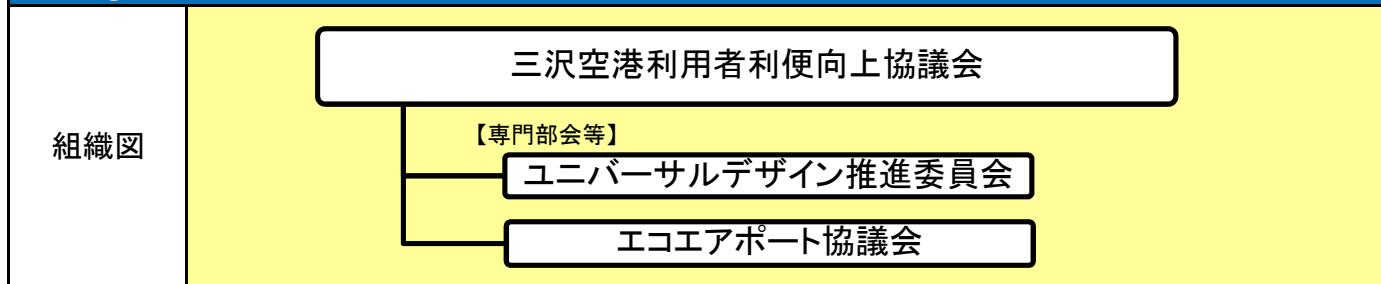 三沢空港利用者利便向上協議会
組織図
【専門部会等】
ユニバーサルデザイン推進委員会
エコエアポート協議会